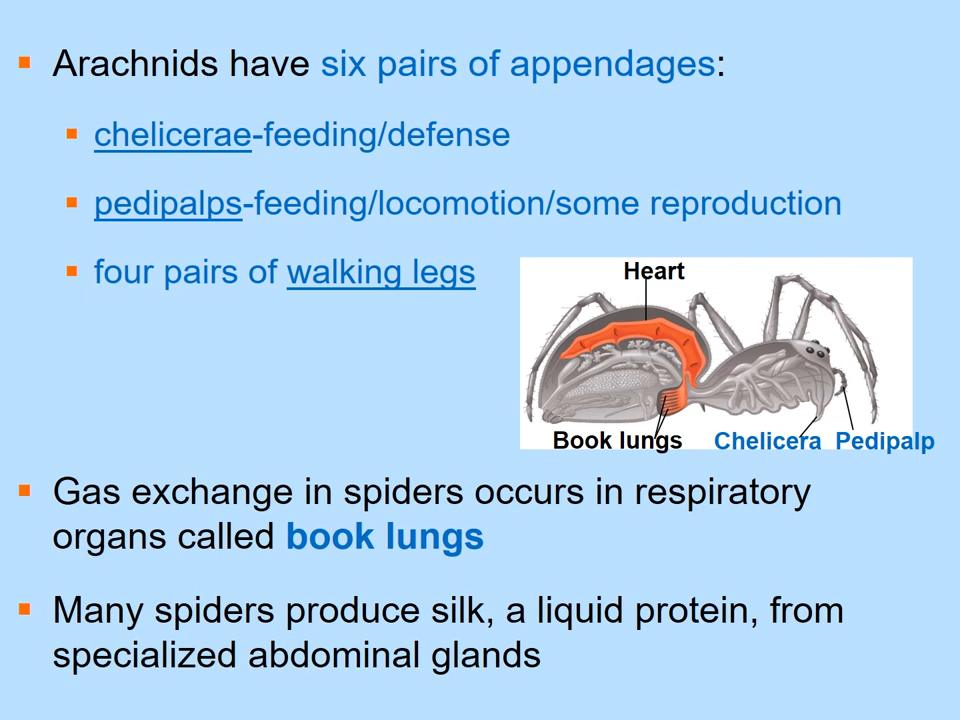 Arachnids have six pairs of appendages:
chelicerae-feeding/defense
pedipalps-feeding/locomotion/some reproduction
four pairs of walking legs
Heart
Book lungs
Chelicera
Pedipalp
Gas exchange in spiders occurs in respiratory
organs called book lungs
Many spiders produce silk, a liquid protein, from
specialized abdominal glands